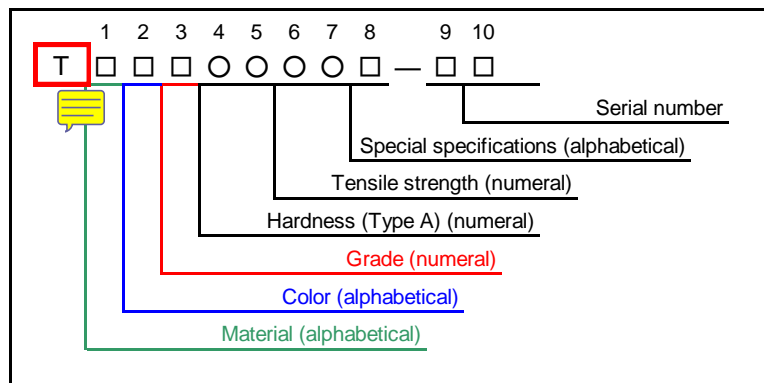 1 2 3 4 5 6 7 8 9 10
T □ □ □ ○ ○ ○ ○ □ — □ □
Serial number
Special specifications (alphabetical)
Tensile strength (numeral)
Hardness (Type A) (numeral)
Grade (numeral)
Color (alphabetical)
Material (alphabetical)